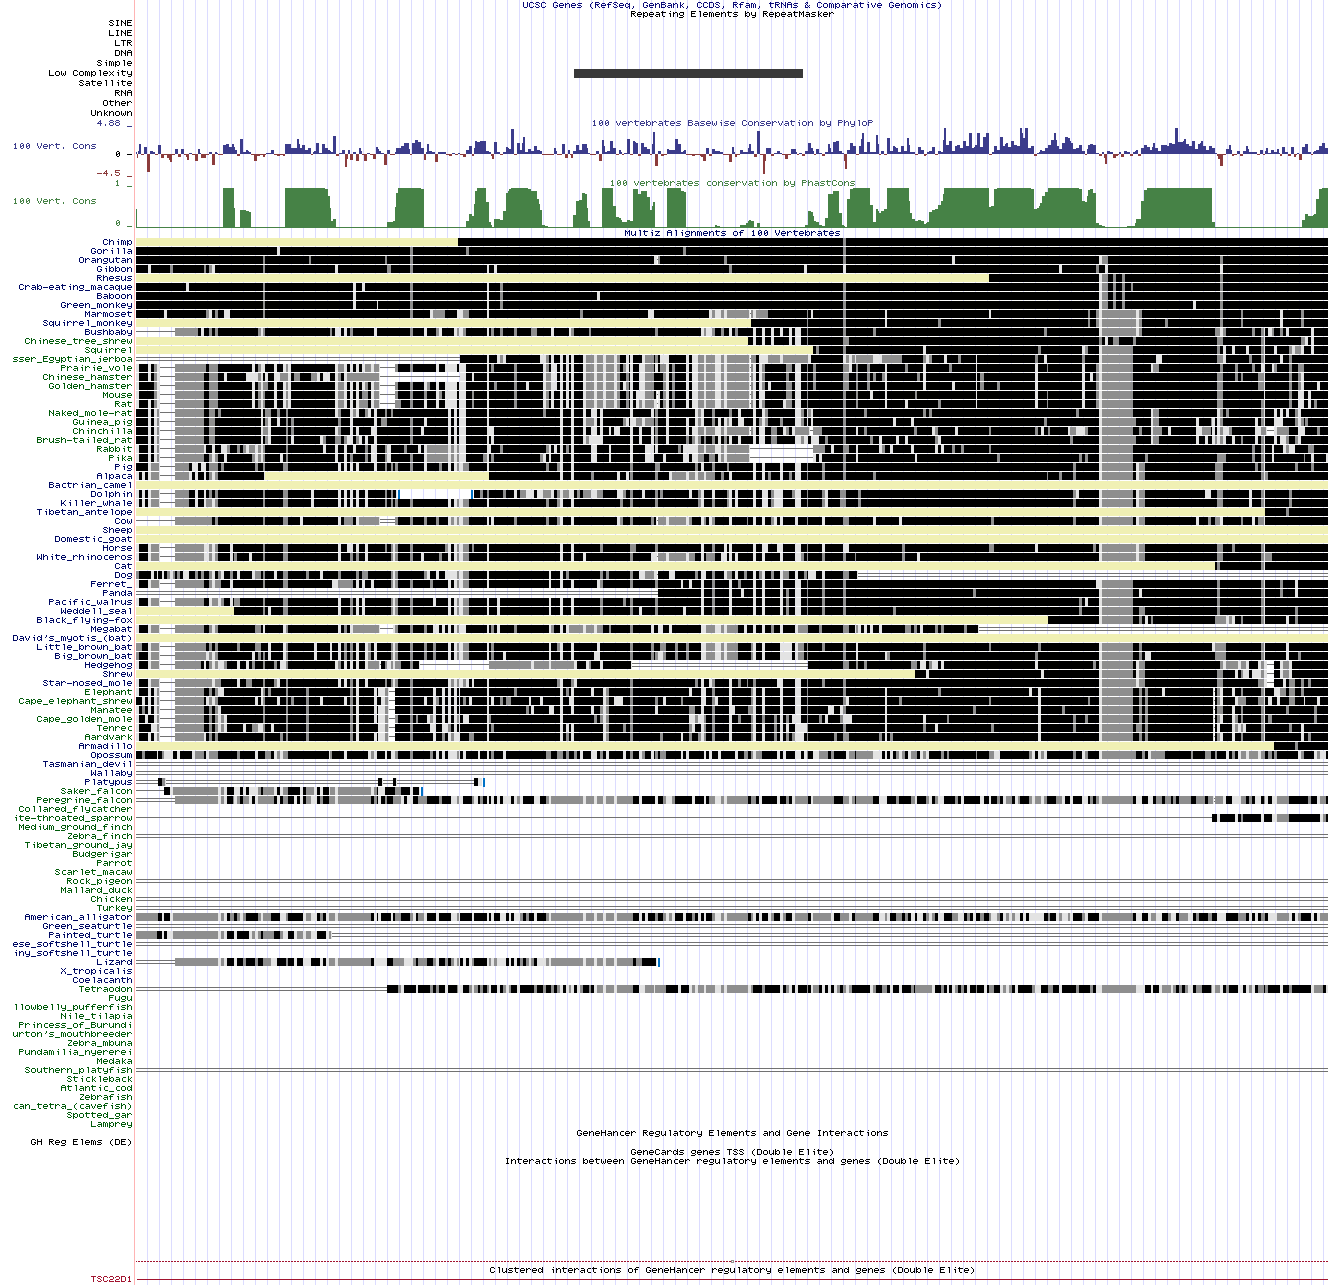 UCSC Genes (RefSeq, GenBank, CCDS, Rfam, tRNAs & Comparative Genomics)
Repeating Elements by RepeatMasker
SINE
LINE
LTR
DNA
Simple
Low Complexity
Satellite
RNA
Other
Unknown
4.88 _
100 vertebrates Basewise Conservation by PhyloP
100 Vert. Cons
0 -
-4.5 _
1 _
100 vertebrates conservation by PhastCons
100 Vert. Cons
0 _
Multiz Alignments of 100 Vertebrates
Chimp
Gorilla
Orangutan
Gibbon
Rhesus
Crab-eating_macaque
Baboon
Green_monkey
Marmoset
Squirrel_monkey
Bushbaby
Chinese_tree_shrew
Squirrel
sser_Egyptian_jerboa
Prairie_vole
Chinese_hamster
Golden_hamster
Mouse
Rat
Naked_mole-rat
Guinea_pig
Chinchilla
Brush-tailed_rat
Rabbit
Pika
Pig
Alpaca
Bactrian_camel
Dolphin
Killer_whale
Tibetan_antelope
Cow
Sheep
Domestic_goat
Horse
White_rhinoceros
Cat
Dog
Ferret_
Panda
Pacific_walrus
Weddell_seal
Black_flying-fox
Megabat
David's_myotis_(bat)
Little_brown_bat
Big_brown_bat
Hedgehog
Shrew
Star-nosed_mole
Elephant
Cape_elephant_shrew
Manatee
Cape_golden_mole
Tenrec
Aardvark
Armadillo
Opossum
Tasmanian_devil
Wallaby
Platypus
Saker_falcon
Peregrine_falcon
Collared_flycatcher
ite-throated_sparrow
Medium_ground_finch
Zebra_finch
Tibetan_ground_jay
Budgerigar
Parrot
Scarlet_macaw
Rock_pigeon
Mallard_duck
Chicken
Turkey
American_alligator
Green_seaturtle
Painted_turtle
ese_softshell_turtle
iny_softshell_turtle
Lizard
X_tropicalis
Coelacanth
Tetraodon
Fugu
llowbelly_pufferfish
Nile_tilapia
Princess_of_Burundi
urton's_mouthbreeder
Zebra_mbuna
Pundamilia_nyererei
Medaka
Southern_platyfish
Stickleback
Atlantic_cod
Zebrafish
can_tetra_(cavefish)
Spotted_gar
Lamprey
GeneHancer Regulatory Elements and Gene Interactions
GH Reg Elems (DE)
GeneCards genes TSS (Double Elite)
Interactions between GeneHancer regulatory elements and genes (Double Elite)
Clustered interactions of GeneHancer regulatory elements and genes (Double Elite)
TSC22D1